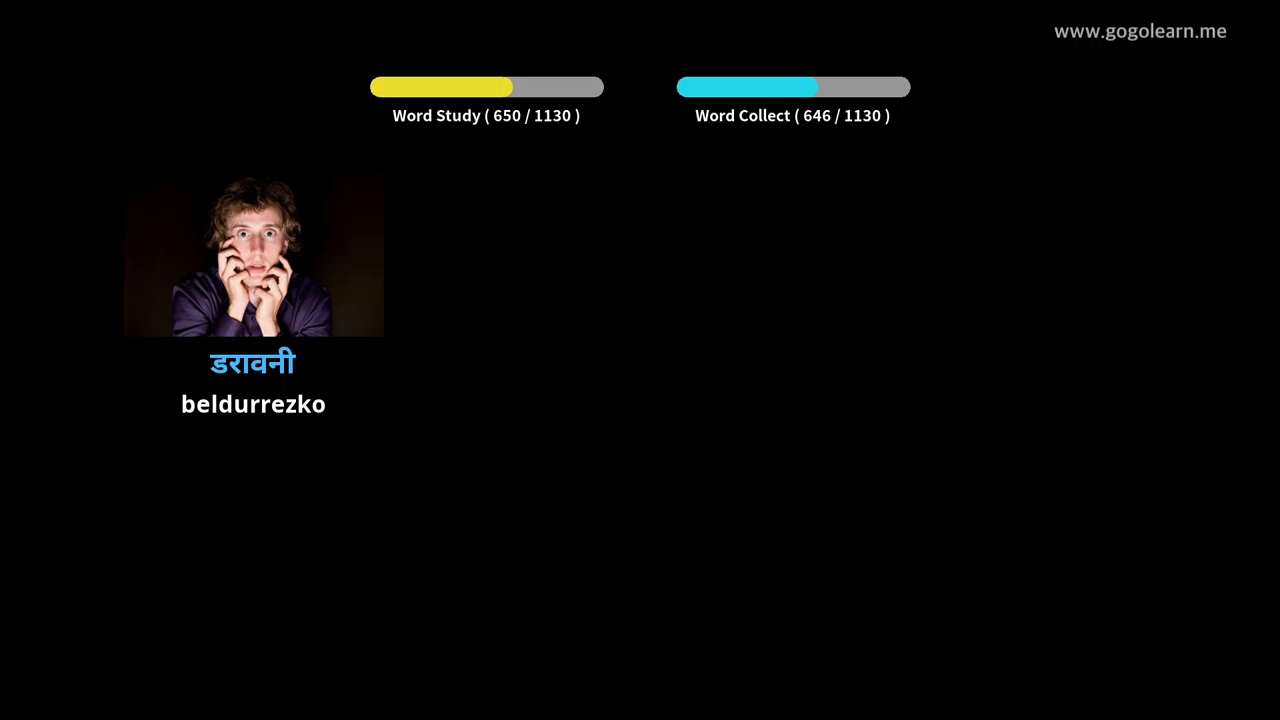 www.gogolearn.me
Word Study ( 650 / 1130 )
Word Collect ( 646 / 1130 )
डरावनी
beldurrezko